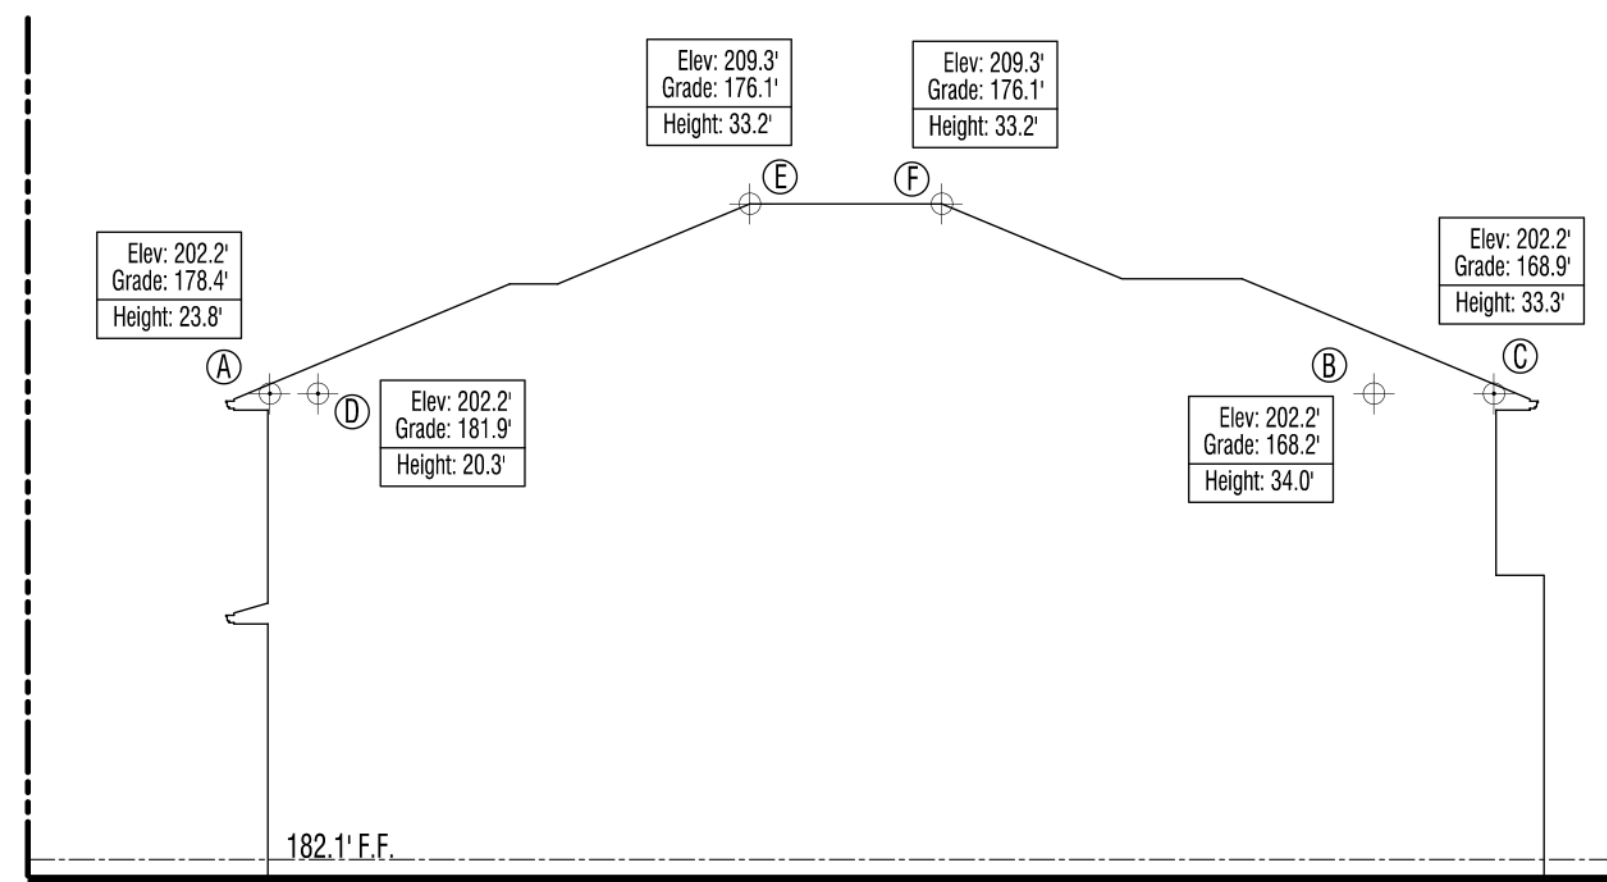 Elev: 209.3'
Grade: 176.1'
Height: 33.2'
Elev: 209.3'
Grade: 176.1'
Height: 33.2'
E
F
Elev: 202.2'
Grade: 178.4'
Height: 23.8'
A
Elev: 202.2'
Grade: 168.9'
Height: 33.3'
C
B
D
Elev: 202.2'
Grade: 181.9'
Height: 20.3'
Elev: 202.2'
Grade: 168.2'
Height: 34.0'
182.1' F.F.